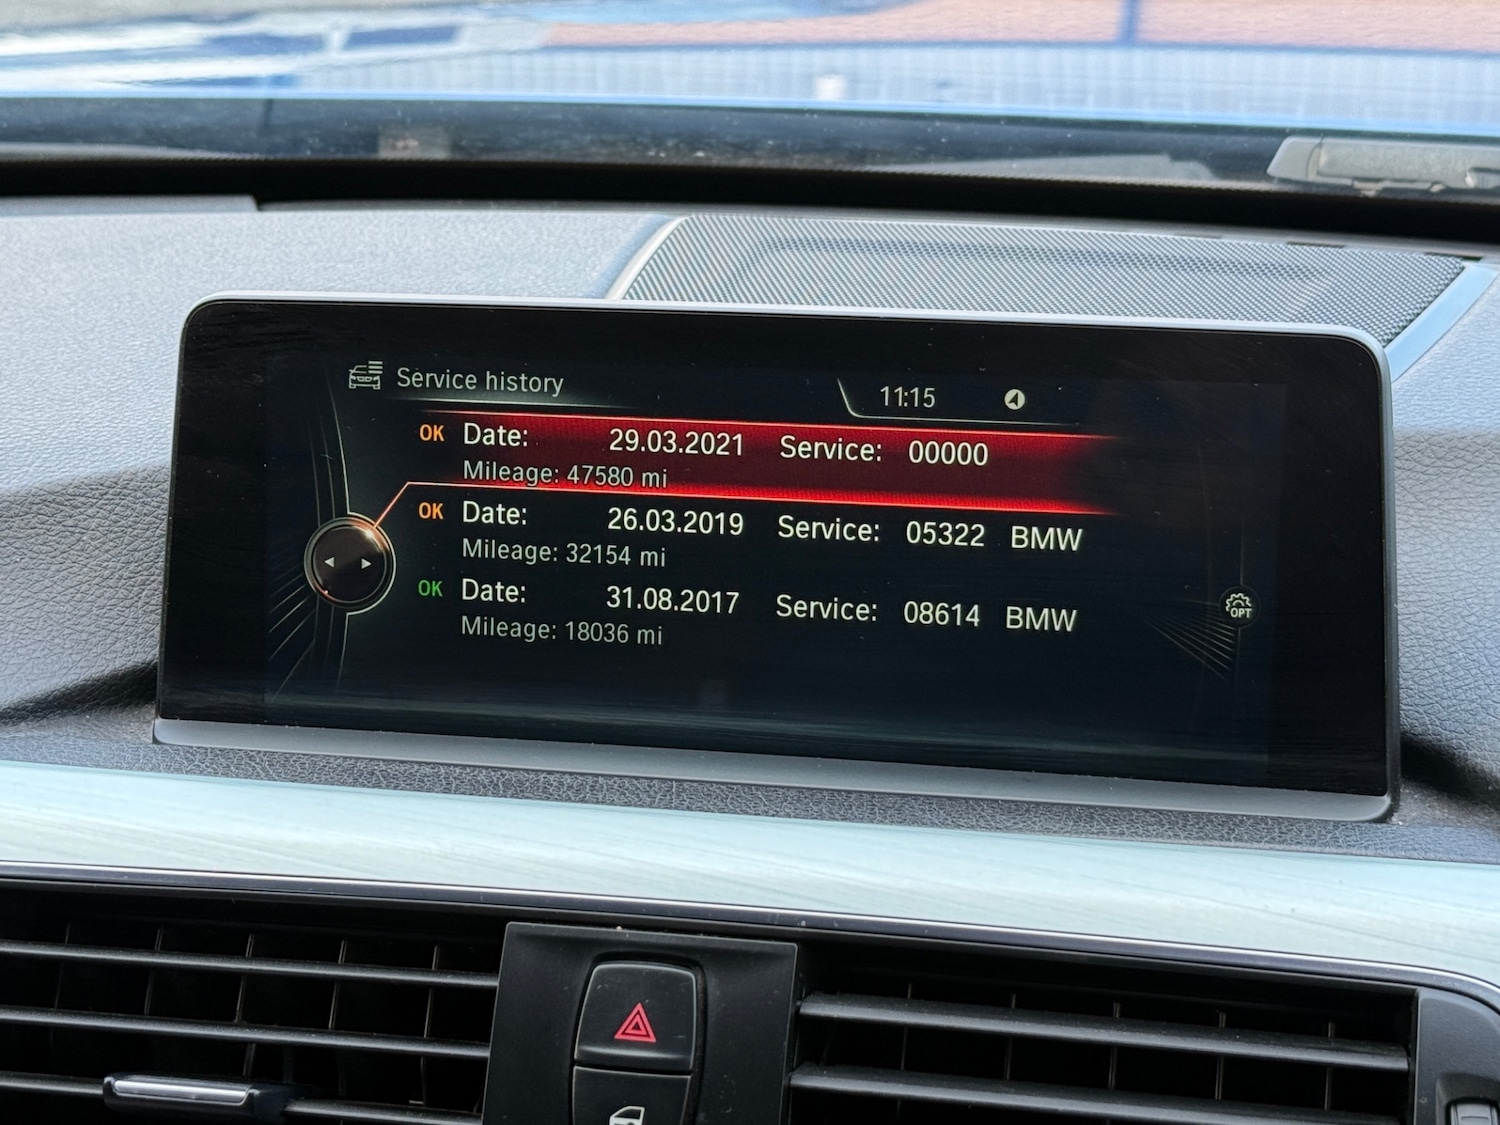 Service history
11:15
OK Date: 29.03.2021 Service: 00000
Mileage: 47580 mi
OK Date: 26.03.2019 Service: 05322 BMW
Mileage: 32154 mi
OK Date: 31.08.2017 Service: 08614 BMW
Mileage: 18036 mi
OPT